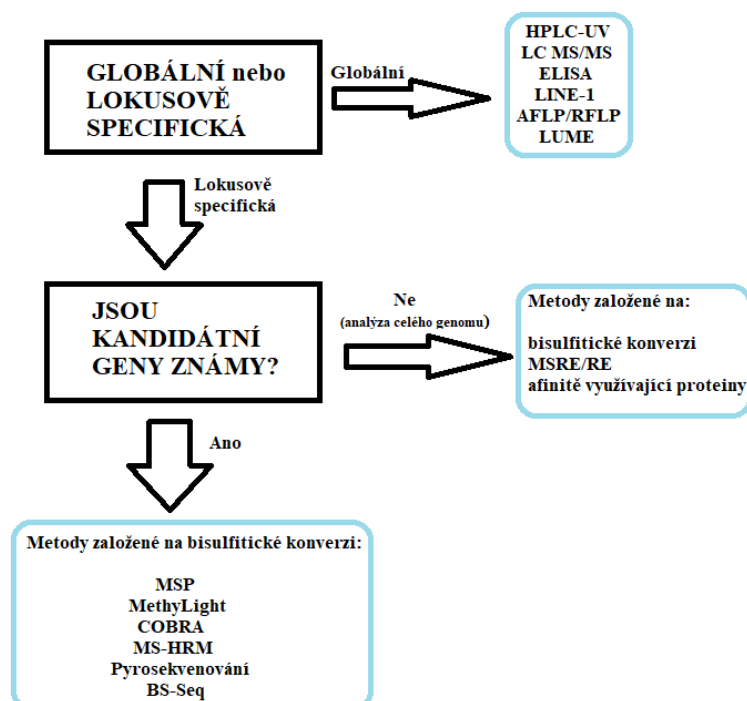 GLOBÁLNÍ nebo
LOKUSOVĚ
SPECIFICKÁ
Globální
HPLC-UV
LC MS/MS
ELISA
LINE-1
AFLP/RFLP
LUME
Lokusově
specifická
JSOU
KANDIDÁTNÍ
GENY ZNÁMY?
Ne
(analýza celého genomu)
Metody založené na:
bisulfitické konverzi
MSRE/RE
afinitě využívající proteiny
Ano
Metody založené na bisulfitické konverzi:
MSP
MethyLight
COBRA
MS-HRM
Pyrosekvenování
BS-Seq